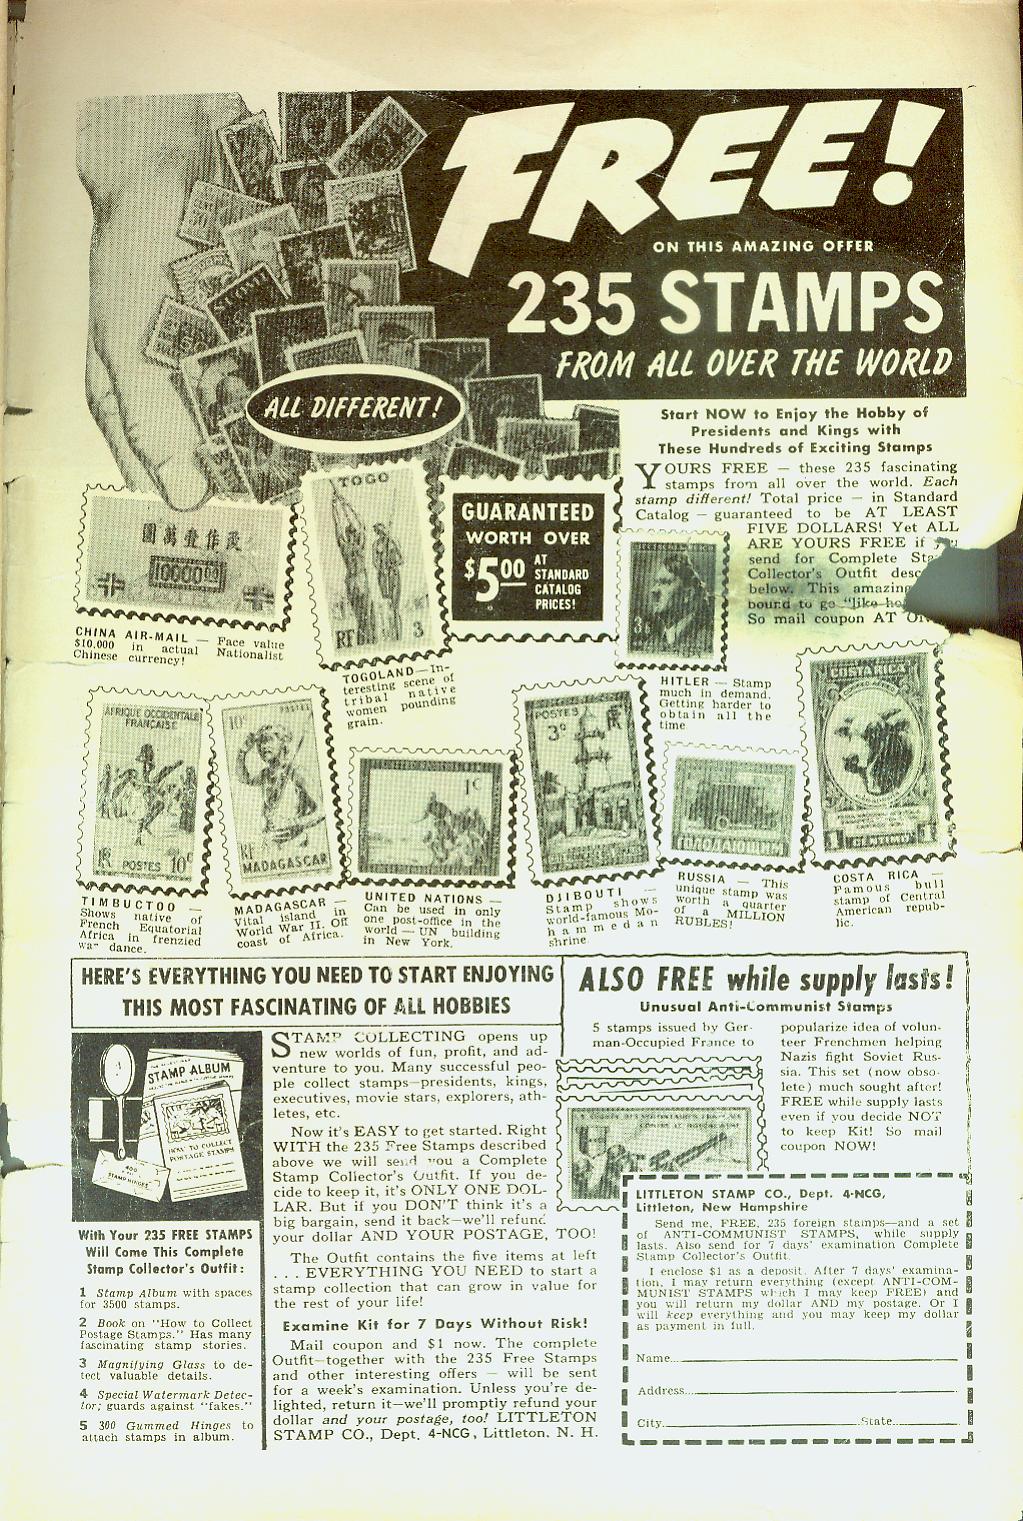 FREE!
ON THIS AMAZING OFFER
235 STAMPS
FROM ALL OVER THE WORLD
ALL DIFFERENT!
Start NOW to Enjoy the Hobby of
Presidents and Kings with
These Hundreds of Exciting Stamps
YOURS FREE — these 235 fascinating
stamps from all over the world. Each
stamp different! Total price — in Standard
Catalog — guaranteed to be AT LEAST
FIVE DOLLARS! Yet ALL
ARE YOURS FREE if
send for Complete
Collector's Outfit
below. This amazing
bound to go "like
So mail coupon AT
GUARANTEED
WORTH OVER
$5.00
AT
STANDARD
CATALOG
PRICES!
10000
CHINA AIR-MAIL — Face value
$10,000 in actual Nationalist
Chinese currency!
TOGO
RF 3
TOGOLAND—In-
teresting scene of
tribal native
women pounding
grain.
HITLER — Stamp
much in demand.
Getting harder to
obtain all the
time
AFRIQUE OCCIDENTALE
FRANÇAISE
POSTES 10c
TIMBUCTOO —
Shows native of
French Equatorial
Africa in frenzied
war dance.
10c POSTES
RF
MADAGASCAR
MADAGASCAR —
Vital island in
World War II. Off
coast of Africa.
1c
UNITED NATIONS —
Can be used in only
one post-office in the
world — UN building
in New York.
POSTES RF
3c
DJIBOUTI —
Stamp shows
world-famous Mo-
hammedan
shrine
ГОЛОДАЮЩИМ
RUSSIA — This
unique stamp was
worth a quarter
of a MILLION
RUBLES!
COSTA RICA
1 CENTIMO 1
COSTA RICA —
Famous bull
stamp of Central
American repub-
lic.
HERE'S EVERYTHING YOU NEED TO START ENJOYING
THIS MOST FASCINATING OF ALL HOBBIES
STAMP ALBUM
HOW TO COLLECT
POSTAGE STAMPS
STAMP HINGES
With Your 235 FREE STAMPS
Will Come This Complete
Stamp Collector's Outfit:
1 Stamp Album with spaces
for 3500 stamps.
2 Book on "How to Collect
Postage Stamps." Has many
fascinating stamp stories.
3 Magnifying Glass to de-
tect valuable details.
4 Special Watermark Detec-
tor; guards against "fakes."
5 300 Gummed Hinges to
attach stamps in album.
STAMP COLLECTING opens up
new worlds of fun, profit, and ad-
venture to you. Many successful peo-
ple collect stamps—presidents, kings,
executives, movie stars, explorers, ath-
letes, etc.
Now it's EASY to get started. Right
WITH the 235 Free Stamps described
above we will send you a Complete
Stamp Collector's Outfit. If you de-
cide to keep it, it's ONLY ONE DOL-
LAR. But if you DON'T think it's a
big bargain, send it back—we'll refund
your dollar AND YOUR POSTAGE, TOO!
The Outfit contains the five items at left
. . . EVERYTHING YOU NEED to start a
stamp collection that can grow in value for
the rest of your life!
Examine Kit for 7 Days Without Risk!
Mail coupon and $1 now. The complete
Outfit—together with the 235 Free Stamps
and other interesting offers — will be sent
for a week's examination. Unless you're de-
lighted, return it—we'll promptly refund your
dollar and your postage, too! LITTLETON
STAMP CO., Dept. 4-NCG, Littleton, N. H.
ALSO FREE while supply lasts!
Unusual Anti-Communist Stamps
5 stamps issued by Ger-
man-Occupied France to
popularize idea of volun-
teer Frenchmen helping
Nazis fight Soviet Rus-
sia. This set (now obso-
lete) much sought after!
FREE while supply lasts
even if you decide NOT
to keep Kit! So mail
coupon NOW!
LITTLETON STAMP CO., Dept. 4-NCG,
Littleton, New Hampshire
Send me, FREE, 235 foreign stamps—and a set
of ANTI-COMMUNIST STAMPS, while supply
lasts. Also send for 7 days' examination Complete
Stamp Collector's Outfit.
I enclose $1 as a deposit. After 7 days' examina-
tion, I may return everything (except ANTI-COM-
MUNIST STAMPS which I may keep FREE) and
you will return my dollar AND my postage. Or I
will keep everything and you may keep my dollar
as payment in full.
Name
Address
City State